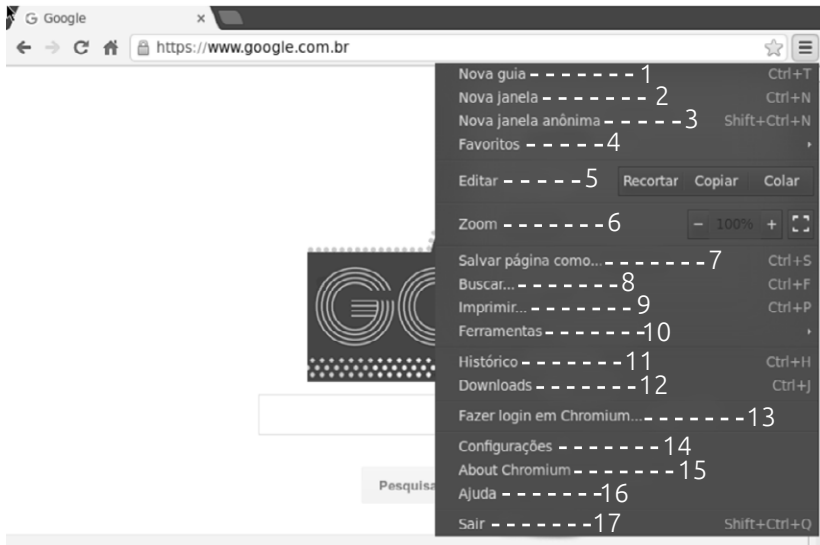 G Google ×
https://www.google.com.br
Nova guia - - - - - - - 1 Ctrl+T
Nova janela - - - - - - - 2 Ctrl+N
Nova janela anônima - - - - - 3 Shift+Ctrl+N
Favoritos - - - - - 4
Editar - - - - - 5 Recortar Copiar Colar
Zoom - - - - - - - 6 - 100% +
Salvar página como... - - - - - - - 7 Ctrl+S
Buscar... - - - - - - - 8 Ctrl+F
Imprimir... - - - - - - - 9 Ctrl+P
Ferramentas - - - - - - - 10
Histórico - - - - - - - 11 Ctrl+H
Downloads - - - - - - - 12 Ctrl+J
GO
Fazer login em Chromium... - - - - - - - 13
Configurações - - - - - - - 14
About Chromium - - - - - - - 15
Pesquisa
Ajuda - - - - - - - 16
Sair - - - - - - - 17 Shift+Ctrl+Q